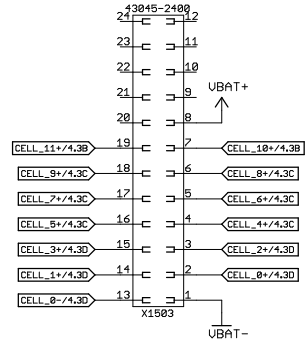 43045-2400
24 12
23 11
22 10
21 9
VBAT+
20 8
CELL_11+/4.3B 19 7 CELL_10+/4.3B
CELL_9+/4.3C 18 6 CELL_8+/4.3C
CELL_7+/4.3C 17 5 CELL_6+/4.3C
CELL_5+/4.3C 16 4 CELL_4+/4.3C
CELL_3+/4.3D 15 3 CELL_2+/4.3D
CELL_1+/4.3D 14 2 CELL_0+/4.3D
CELL_0-/4.3D 13 1
X1503
VBAT-